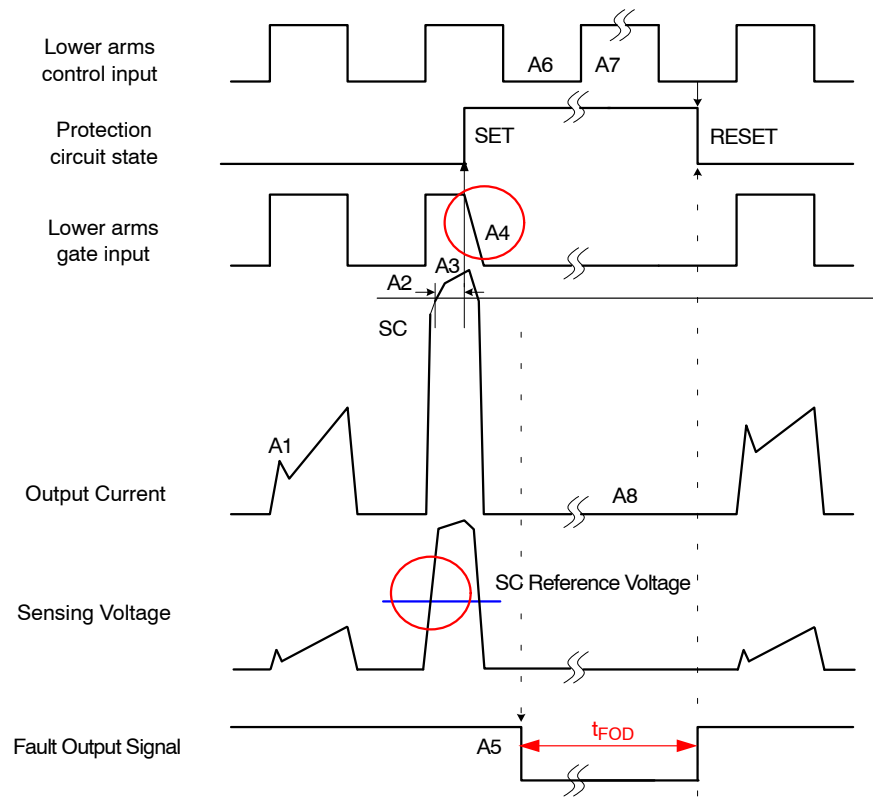 Lower arms
control input
A6
A7
Protection
circuit state
SET
RESET
Lower arms
gate input
A4
A3
A2
SC
A1
Output Current
A8
SC Reference Voltage
Sensing Voltage
Fault Output Signal
A5
tFOD